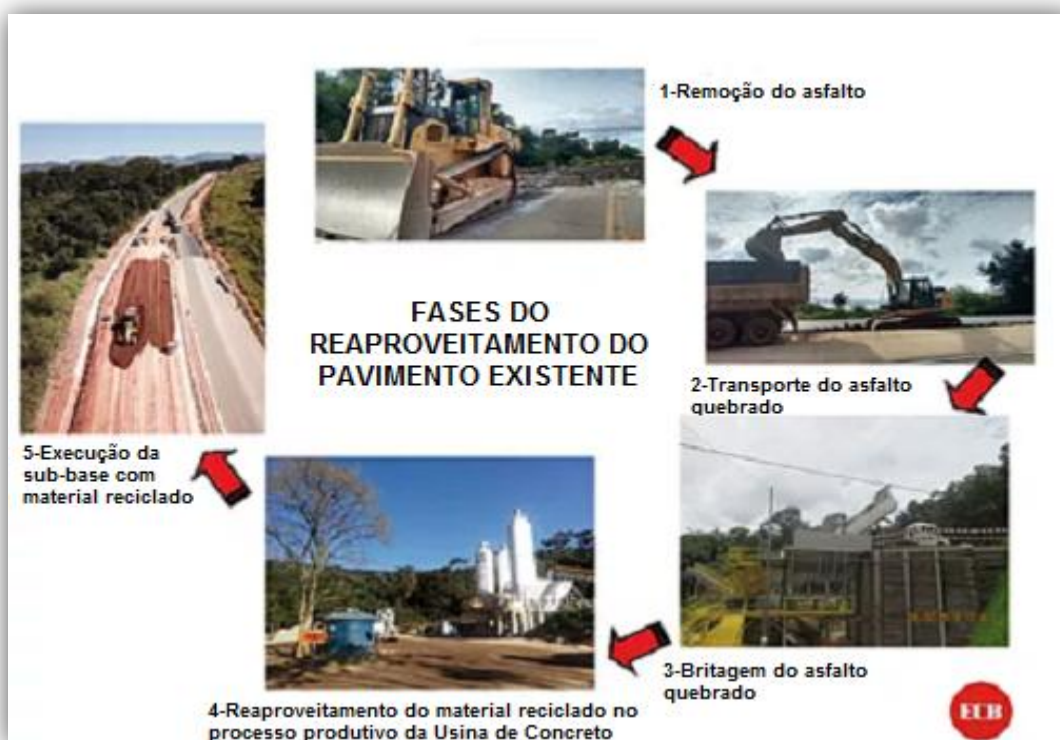 1-Remoção do asfalto
FASES DO
REAPROVEITAMENTO DO
PAVIMENTO EXISTENTE
2-Transporte do asfalto
quebrado
3-Britagem do asfalto
quebrado
4-Reaproveitamento do material reciclado no
processo produtivo da Usina de Concreto
5-Execução da
sub-base com
material reciclado
ECB